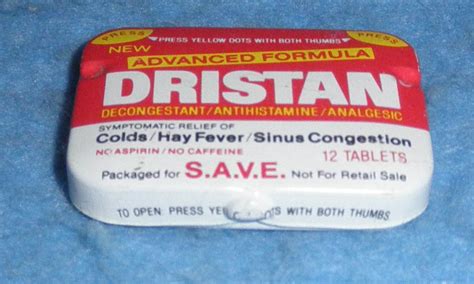 PRESS
PRESS YELLOW DOTS WITH BOTH THUMBS
PRESS
NEW
ADVANCED FORMULA
DRISTAN
DECONGESTANT/ANTIHISTAMINE/ANALGESIC
SYMPTOMATIC RELIEF OF
Colds/Hay Fever/Sinus Congestion
NO ASPIRIN/NO CAFFEINE
12 TABLETS
Packaged for S.A.V.E. Not For Retail Sale
TO OPEN: PRESS YELLOW DOTS WITH BOTH THUMBS